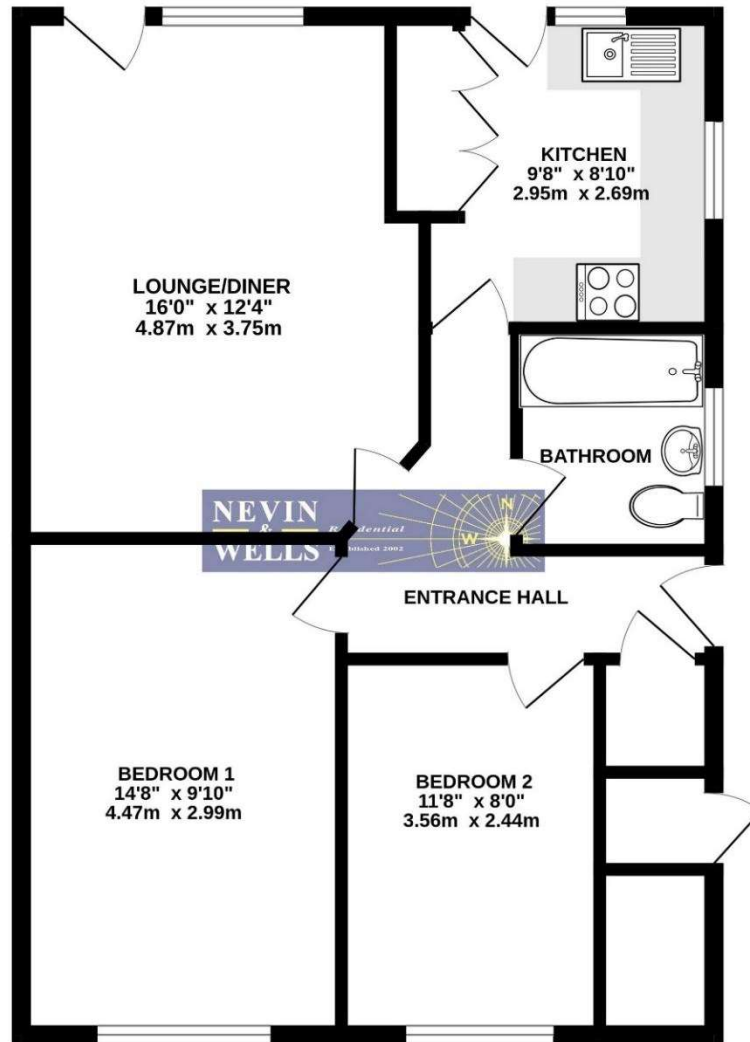 KITCHEN
9'8" x 8'10"
2.95m x 2.69m
LOUNGE/DINER
16'0" x 12'4"
4.87m x 3.75m
BATHROOM
NEVIN
&
WELLS
Residential
Established 2002
N
W
ENTRANCE HALL
BEDROOM 1
14'8" x 9'10"
4.47m x 2.99m
BEDROOM 2
11'8" x 8'0"
3.56m x 2.44m